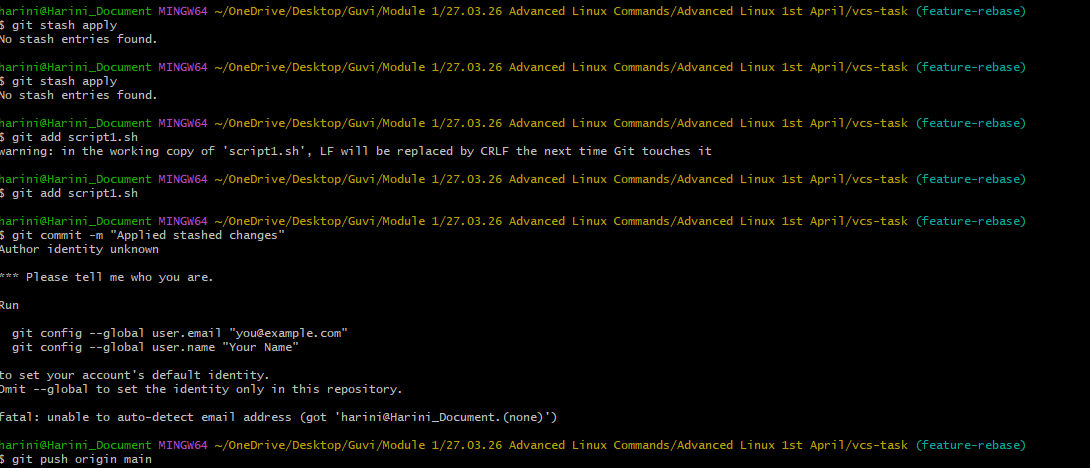 harini@Harini_Document MINGW64 ~/OneDrive/Desktop/Guvi/Module 1/27.03.26 Advanced Linux Commands/Advanced Linux 1st April/vcs-task (feature-rebase)
$ git stash apply
No stash entries found.
harini@Harini_Document MINGW64 ~/OneDrive/Desktop/Guvi/Module 1/27.03.26 Advanced Linux Commands/Advanced Linux 1st April/vcs-task (feature-rebase)
$ git stash apply
No stash entries found.
harini@Harini_Document MINGW64 ~/OneDrive/Desktop/Guvi/Module 1/27.03.26 Advanced Linux Commands/Advanced Linux 1st April/vcs-task (feature-rebase)
$ git add script1.sh
warning: in the working copy of 'script1.sh', LF will be replaced by CRLF the next time Git touches it
harini@Harini_Document MINGW64 ~/OneDrive/Desktop/Guvi/Module 1/27.03.26 Advanced Linux Commands/Advanced Linux 1st April/vcs-task (feature-rebase)
$ git add script1.sh
harini@Harini_Document MINGW64 ~/OneDrive/Desktop/Guvi/Module 1/27.03.26 Advanced Linux Commands/Advanced Linux 1st April/vcs-task (feature-rebase)
$ git commit -m "Applied stashed changes"
Author identity unknown
*** Please tell me who you are.
Run
git config --global user.email "you@example.com"
git config --global user.name "Your Name"
to set your account's default identity.
Omit --global to set the identity only in this repository.
fatal: unable to auto-detect email address (got 'harini@Harini_Document.(none)')
harini@Harini_Document MINGW64 ~/OneDrive/Desktop/Guvi/Module 1/27.03.26 Advanced Linux Commands/Advanced Linux 1st April/vcs-task (feature-rebase)
$ git push origin main